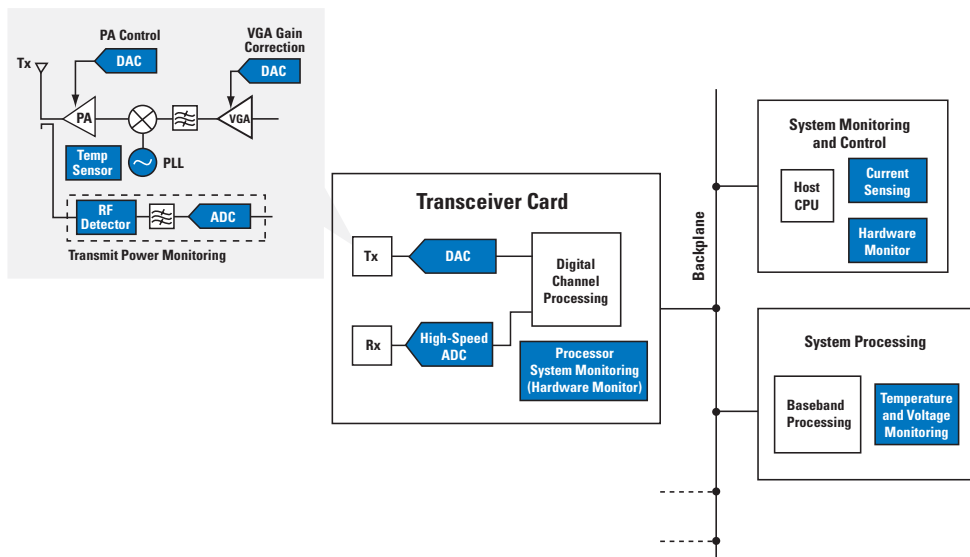 PA Control
DAC
VGA Gain
Correction
DAC
Tx
PA
VGA
Temp
Sensor
PLL
RF
Detector
ADC
Transmit Power Monitoring
Transceiver Card
Tx
DAC
Digital
Channel
Processing
Rx
High-Speed
ADC
Processor
System Monitoring
(Hardware Monitor)
Backplane
System Monitoring
and Control
Host
CPU
Current
Sensing
Hardware
Monitor
System Processing
Baseband
Processing
Temperature
and Voltage
Monitoring